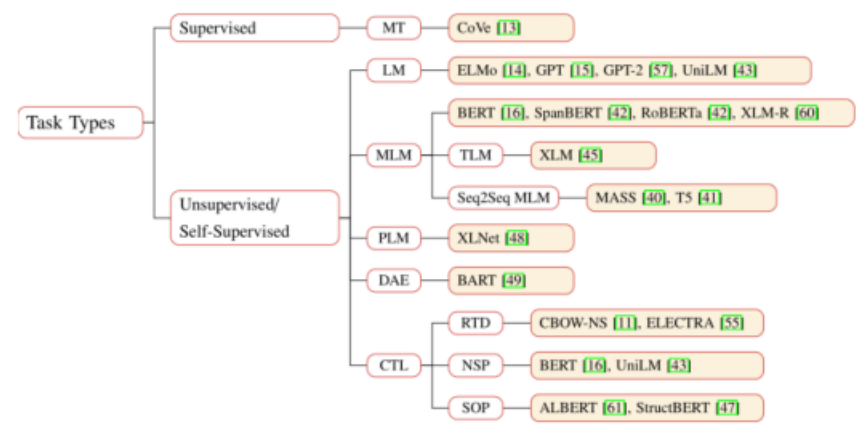 Task Types
Supervised
MT
CoVe [13]
Unsupervised/
Self-Supervised
LM
ELMo [14], GPT [15], GPT-2 [57], UniLM [43]
MLM
BERT [16], SpanBERT [42], RoBERTa [42], XLM-R [60]
TLM
XLM [45]
Seq2Seq MLM
MASS [40], T5 [41]
PLM
XLNet [48]
DAE
BART [49]
CTL
RTD
CBOW-NS [11], ELECTRA [55]
NSP
BERT [16], UniLM [43]
SOP
ALBERT [61], StructBERT [47]